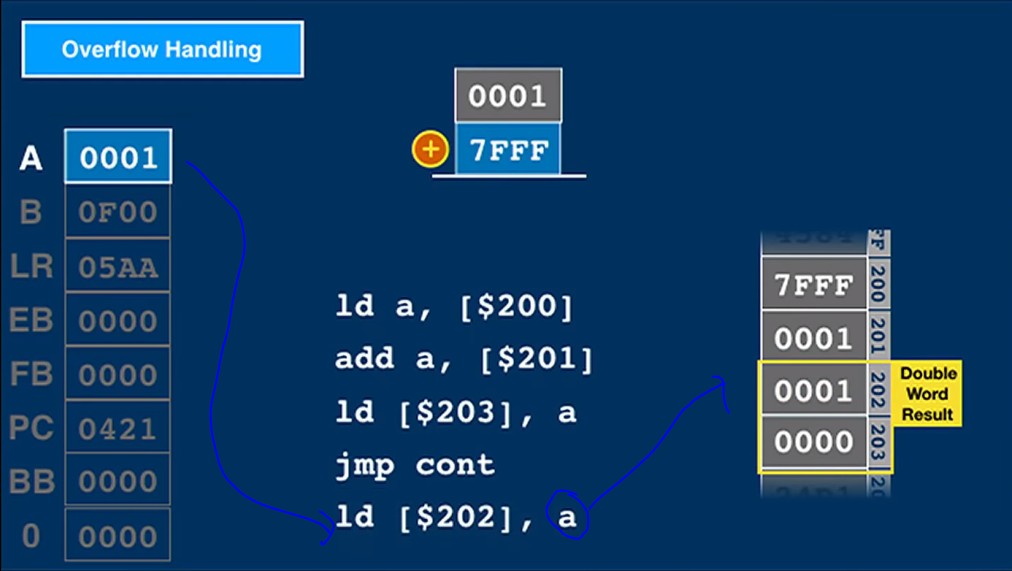 Overflow Handling
0001
+ 7FFF
A 0001
B 0F00
LR 05AA
EB 0000
FB 0000
PC 0421
BB 0000
0 0000
ld a, [$200]
add a, [$201]
ld [$203], a
jmp cont
ld [$202], a
FF
7FFF 200
0001 201
0001 202
0000 203
Double
Word
Result